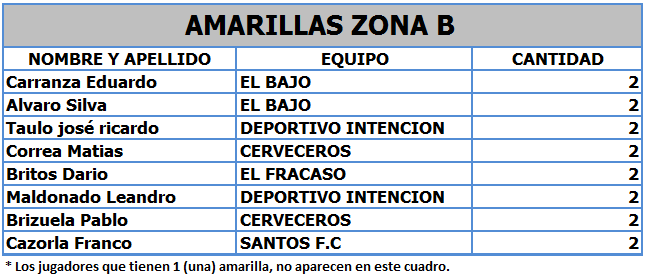 AMARILLAS ZONA B
NOMBRE Y APELLIDO EQUIPO CANTIDAD
Carranza Eduardo EL BAJO 2
Alvaro Silva EL BAJO 2
Taulo josé ricardo DEPORTIVO INTENCION 2
Correa Matias CERVECEROS 2
Britos Dario EL FRACASO 2
Maldonado Leandro DEPORTIVO INTENCION 2
Brizuela Pablo CERVECEROS 2
Cazorla Franco SANTOS F.C 2
* Los jugadores que tienen 1 (una) amarilla, no aparecen en este cuadro.